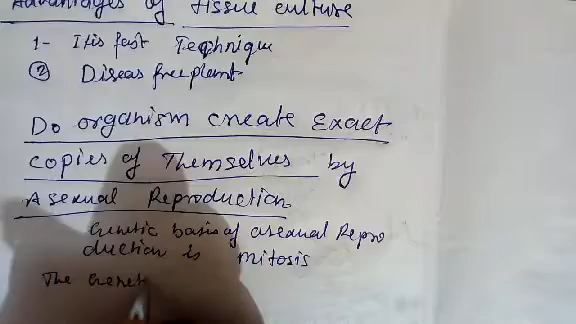 Advantages of tissue culture
1- It is fast Technique
② Diseas free plant
Do organism create Exact
copies of Themselves by
Asexual Reproduction
Genetic basis of asexual Repro
duction is mitosis
The Genet